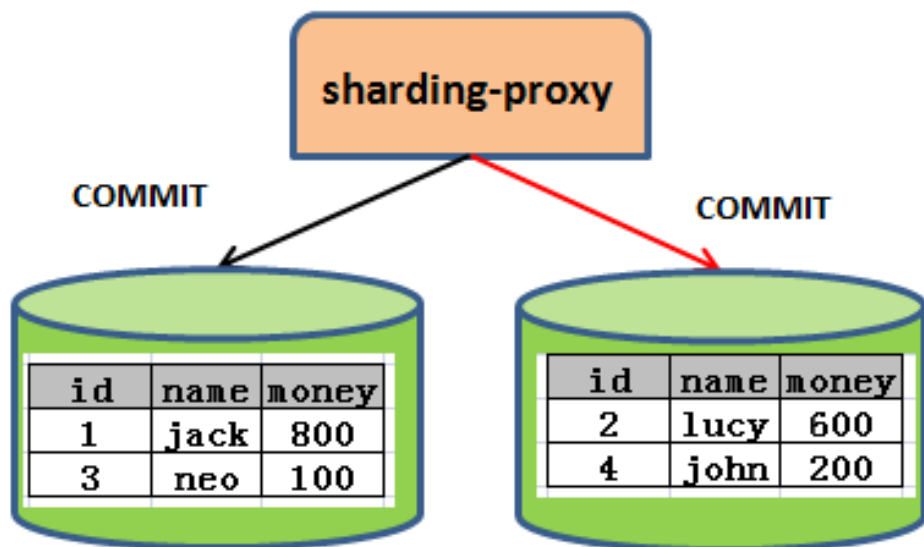 sharding-proxy
COMMIT
COMMIT
id name money
1 jack 800
3 neo 100
id name money
2 lucy 600
4 john 200